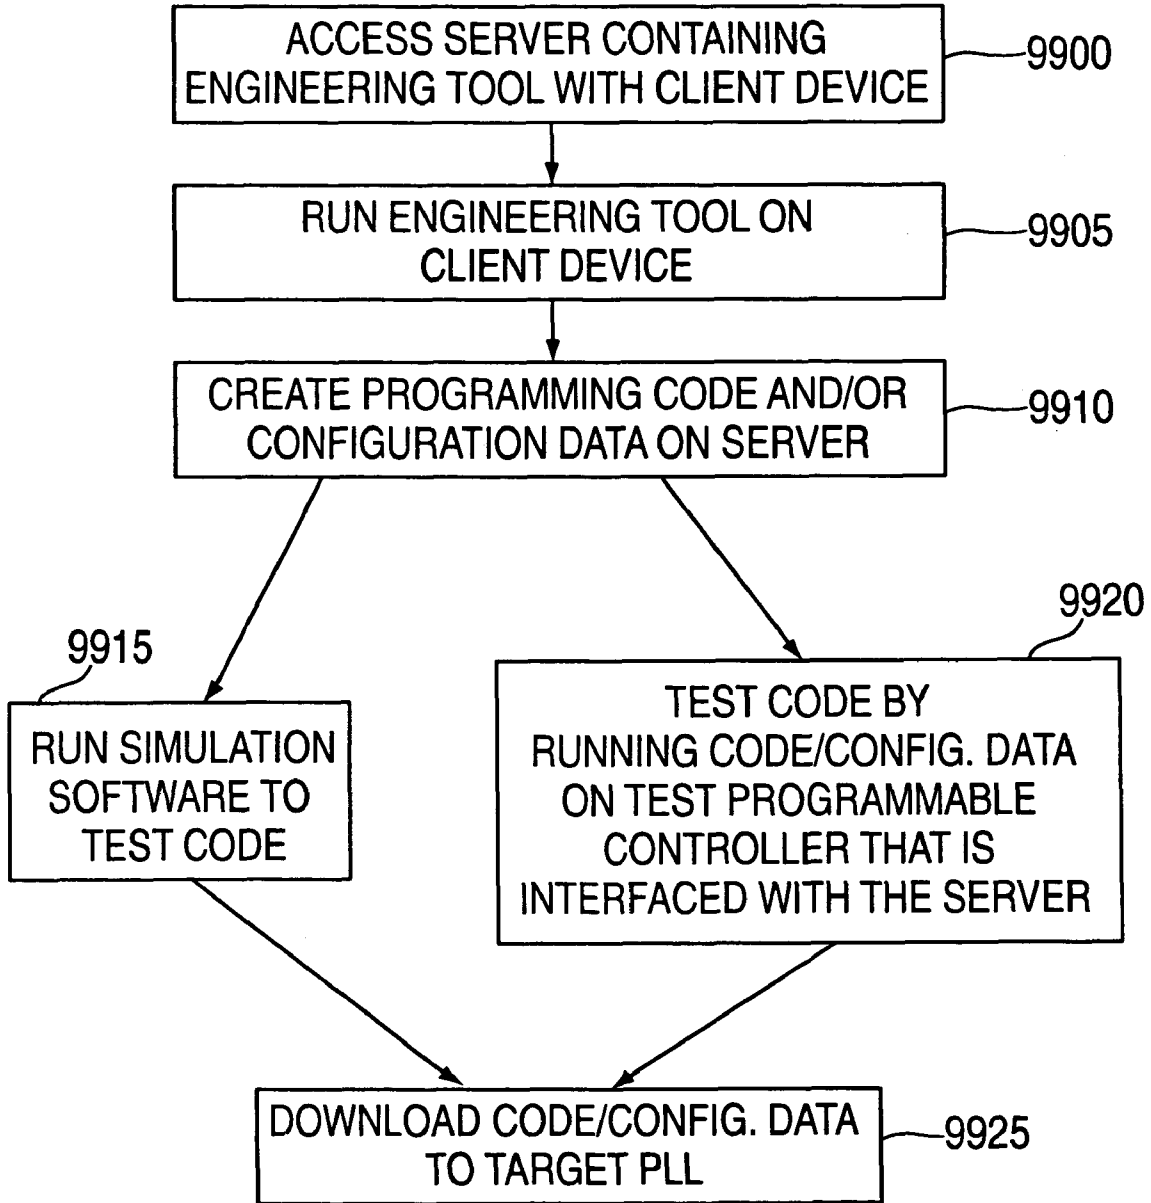 ACCESS SERVER CONTAINING
ENGINEERING TOOL WITH CLIENT DEVICE
9900
RUN ENGINEERING TOOL ON
CLIENT DEVICE
9905
CREATE PROGRAMMING CODE AND/OR
CONFIGURATION DATA ON SERVER
9910
9915
RUN SIMULATION
SOFTWARE TO
TEST CODE
9920
TEST CODE BY
RUNNING CODE/CONFIG. DATA
ON TEST PROGRAMMABLE
CONTROLLER THAT IS
INTERFACED WITH THE SERVER
DOWNLOAD CODE/CONFIG. DATA
TO TARGET PLL
9925